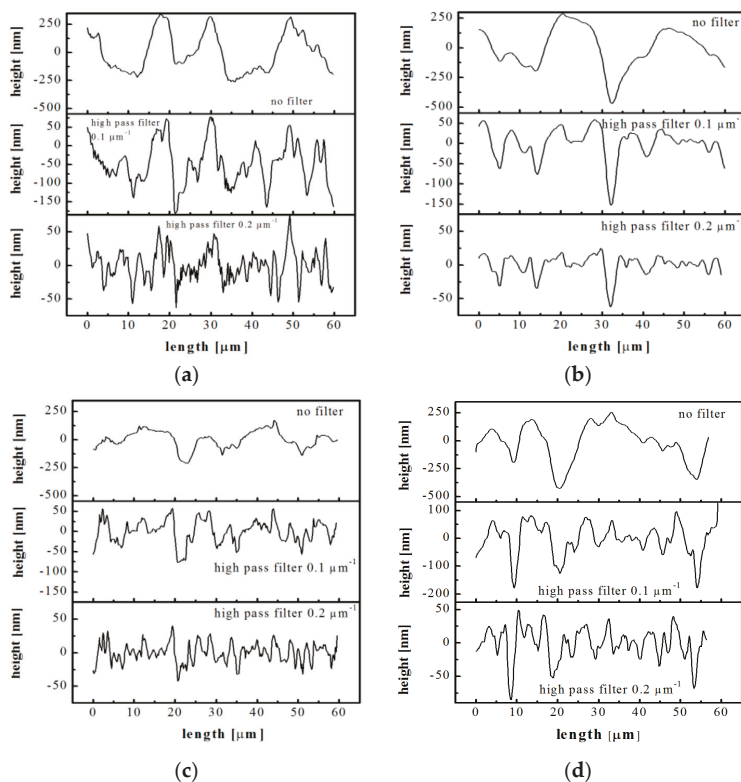 250
0
-250
-500
height [nm]
no filter
high pass filter
0.1 µm⁻¹
50
0
-50
-100
-150
height [nm]
high pass filter 0.2 µm⁻¹
50
0
-50
height [nm]
0 10 20 30 40 50 60
length [µm]
(a)
250
0
-250
-500
height [nm]
no filter
high pass filter 0.1 µm⁻¹
50
0
-50
-100
-150
height [nm]
high pass filter 0.2 µm⁻¹
50
0
-50
height [nm]
0 10 20 30 40 50 60
length [µm]
(b)
250
0
-250
-500
height [nm]
no filter
50
0
-50
-100
-150
height [nm]
high pass filter 0.1 µm⁻¹
high pass filter 0.2 µm⁻¹
50
0
-50
height [nm]
0 10 20 30 40 50 60
length [µm]
(c)
250
0
-250
-500
height [nm]
no filter
100
0
-100
-200
height [nm]
high pass filter 0.1 µm⁻¹
50
0
-50
height [nm]
high pass filter 0.2 µm⁻¹
0 10 20 30 40 50 60
length [µm]
(d)